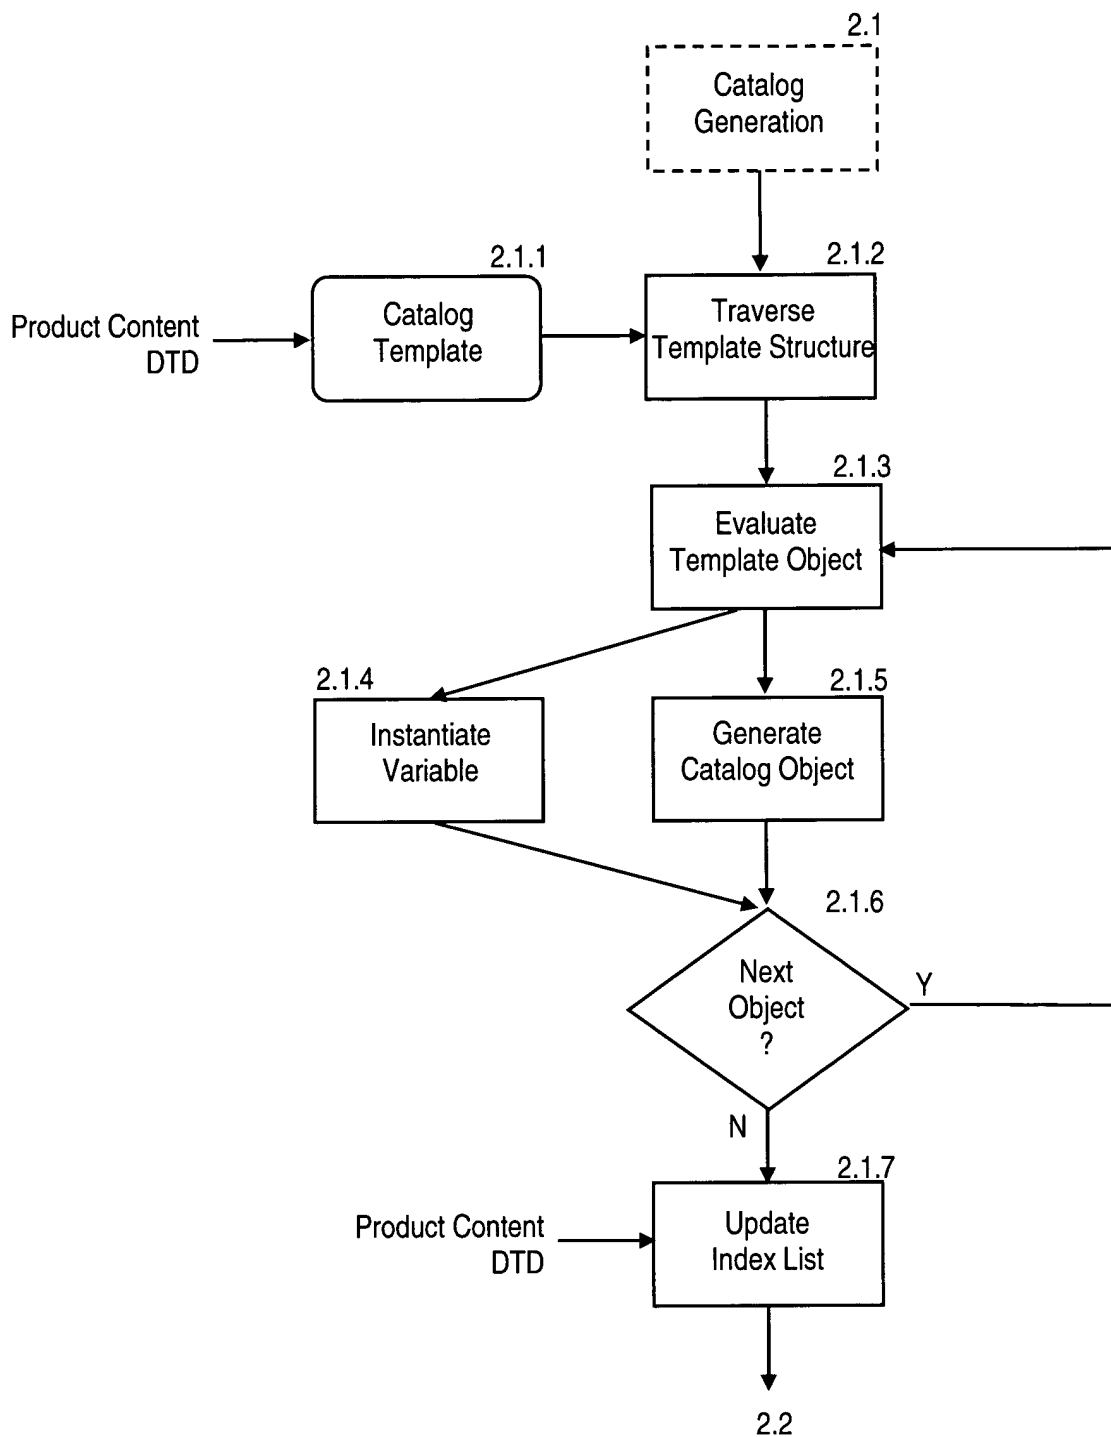 2.1
Catalog
Generation
2.1.1
2.1.2
Product Content
DTD
Catalog
Template
Traverse
Template Structure
2.1.3
Evaluate
Template Object
2.1.4
2.1.5
Instantiate
Variable
Generate
Catalog Object
2.1.6
Next
Object
?
Y
N
2.1.7
Product Content
DTD
Update
Index List
2.2